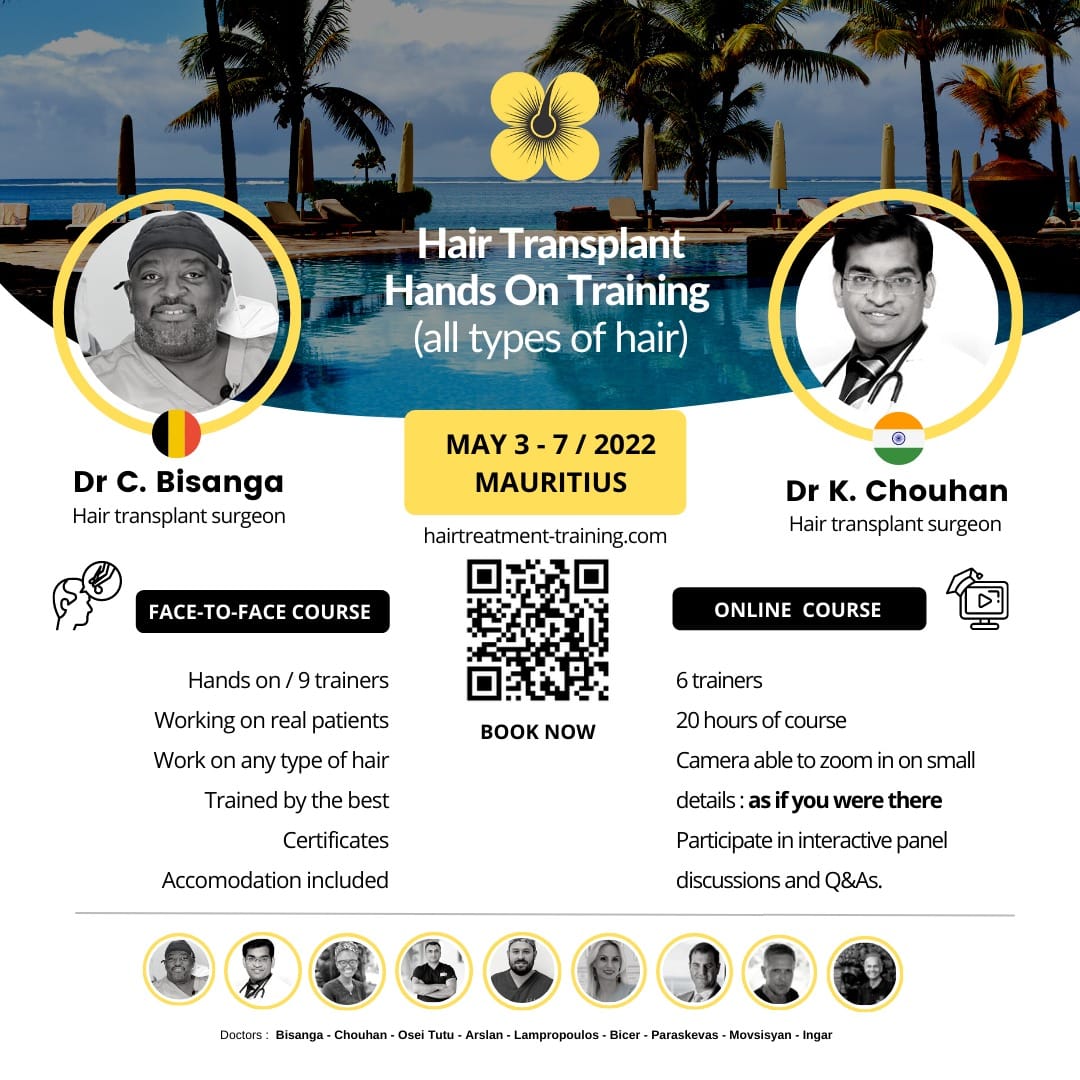 Hair Transplant
Hands On Training
(all types of hair)
MAY 3 - 7 / 2022
MAURITIUS
hairtreatment-training.com
BOOK NOW
Dr C. Bisanga
Hair transplant surgeon
Dr K. Chouhan
Hair transplant surgeon
FACE-TO-FACE COURSE
Hands on / 9 trainers
Working on real patients
Work on any type of hair
Trained by the best
Certificates
Accomodation included
ONLINE COURSE
6 trainers
20 hours of course
Camera able to zoom in on small
details : as if you were there
Participate in interactive panel
discussions and Q&As.
Doctors : Bisanga - Chouhan - Osei Tutu - Arslan - Lampropoulos - Bicer - Paraskevas - Movsisyan - Ingar